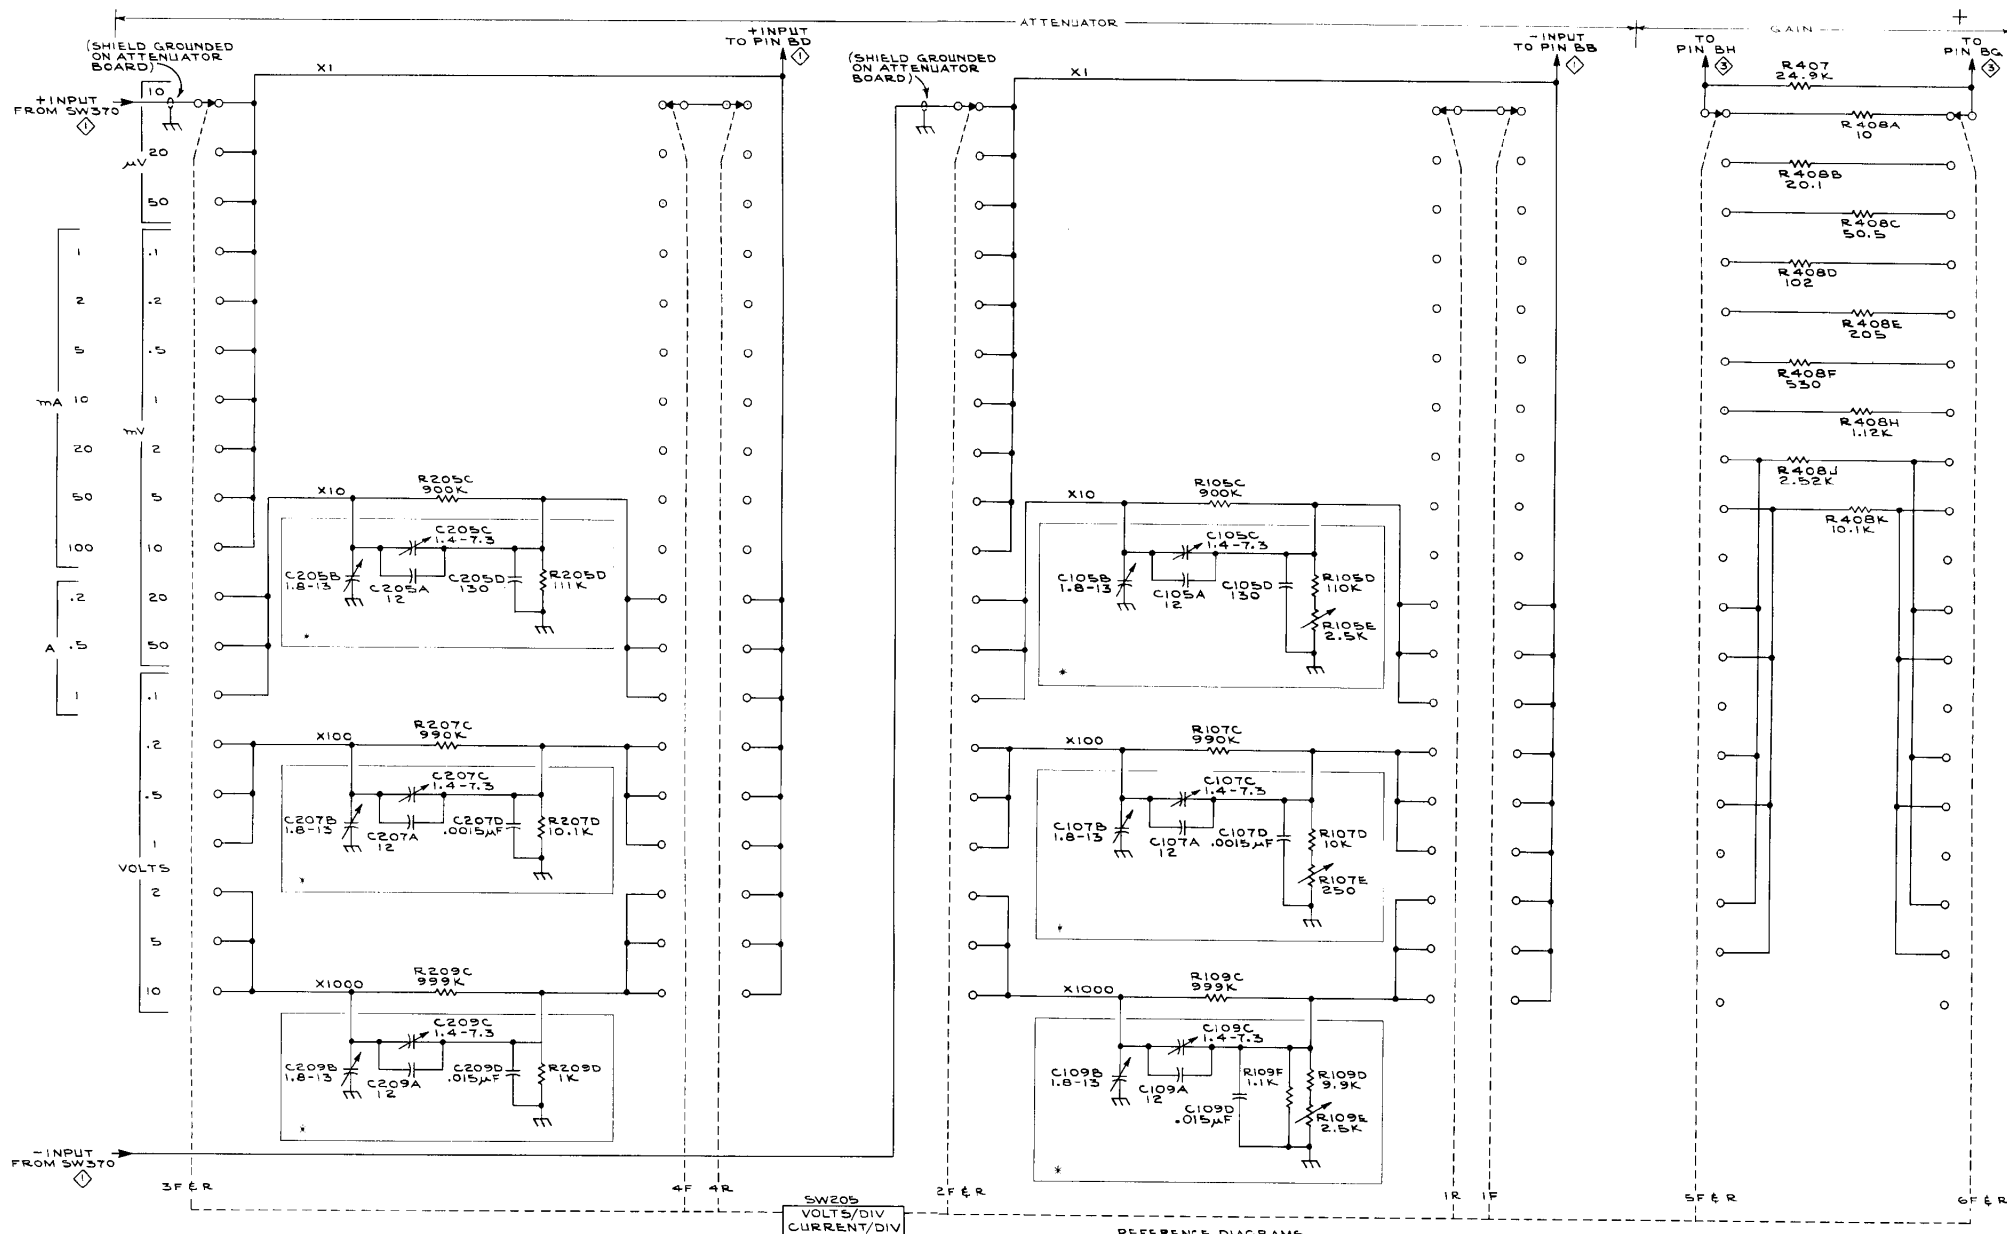 ATTENUATOR
GAIN
+
(SHIELD GROUNDED
ON ATTENUATOR
BOARD)
+INPUT
TO PIN BD
1
(SHIELD GROUNDED
ON ATTENUATOR
BOARD)
-INPUT
TO PIN BB
1
TO
PIN BH
3
TO
PIN BG
3
+INPUT
FROM SW370
1
X1
X1
R407
24.9K
10
20
50
μV
1
2
5
mA 10
20
50
100
.2
A .5
1
.1
.2
.5
1
mV
2
5
10
20
50
.1
.2
.5
1
VOLTS
2
5
10
X10
R205C
900K
C205C
1.4-7.3
C205B
1.8-13
C205A
12
C205D
130
R205D
111K
*
X100
R207C
990K
C207C
1.4-7.3
C207B
1.8-13
C207A
12
C207D
.0015μF
R207D
10.1K
*
X1000
R209C
999K
C209C
1.4-7.3
C209B
1.8-13
C209A
12
C209D
.015μF
R209D
1K
*
X10
R105C
900K
C105C
1.4-7.3
C105B
1.8-13
C105A
12
C105D
130
R105D
110K
R105E
2.5K
*
X100
R107C
990K
C107C
1.4-7.3
C107B
1.8-13
C107A
12
C107D
.0015μF
R107D
10K
R107E
250
*
X1000
R109C
999K
C109C
1.4-7.3
C109B
1.8-13
C109A
12
C109D
.015μF
R109F
1.1K
R109D
9.9K
R109E
2.5K
*
R408A
10
R408B
20.1
R408C
50.5
R408D
102
R408E
205
R408F
530
R408H
1.12K
R408J
2.52K
R408K
10.1K
-INPUT
FROM SW370
1
3F & R
4F
4R
SW205
VOLTS/DIV
CURRENT/DIV
2F & R
1R
1F
5F & R
6F & R
REFERENCE DIAGRAMS